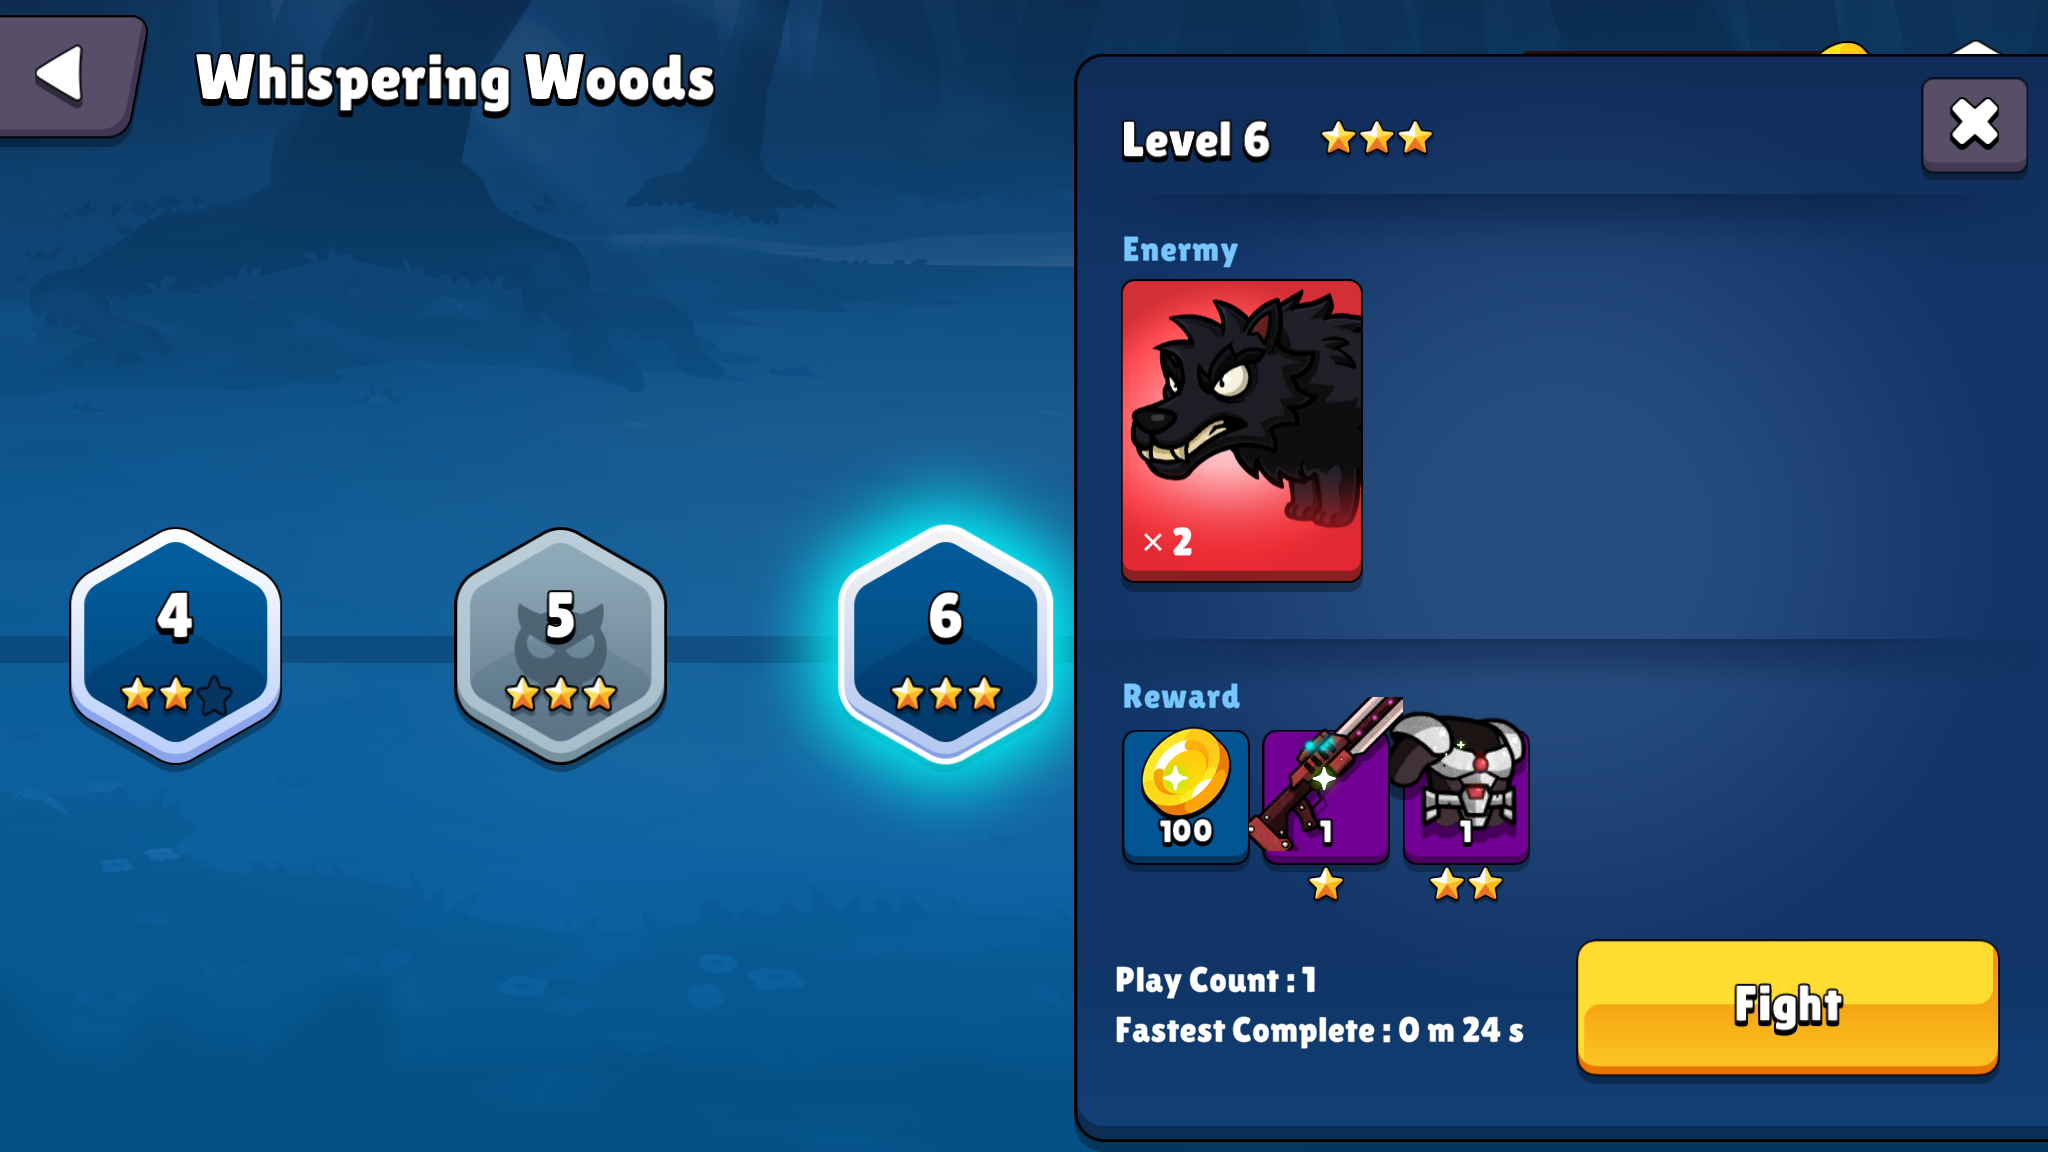 Whispering Woods
4
5
6
Level 6
Enermy
× 2
Reward
100
1
1
Play Count : 1
Fastest Complete : 0 m 24 s
Fight